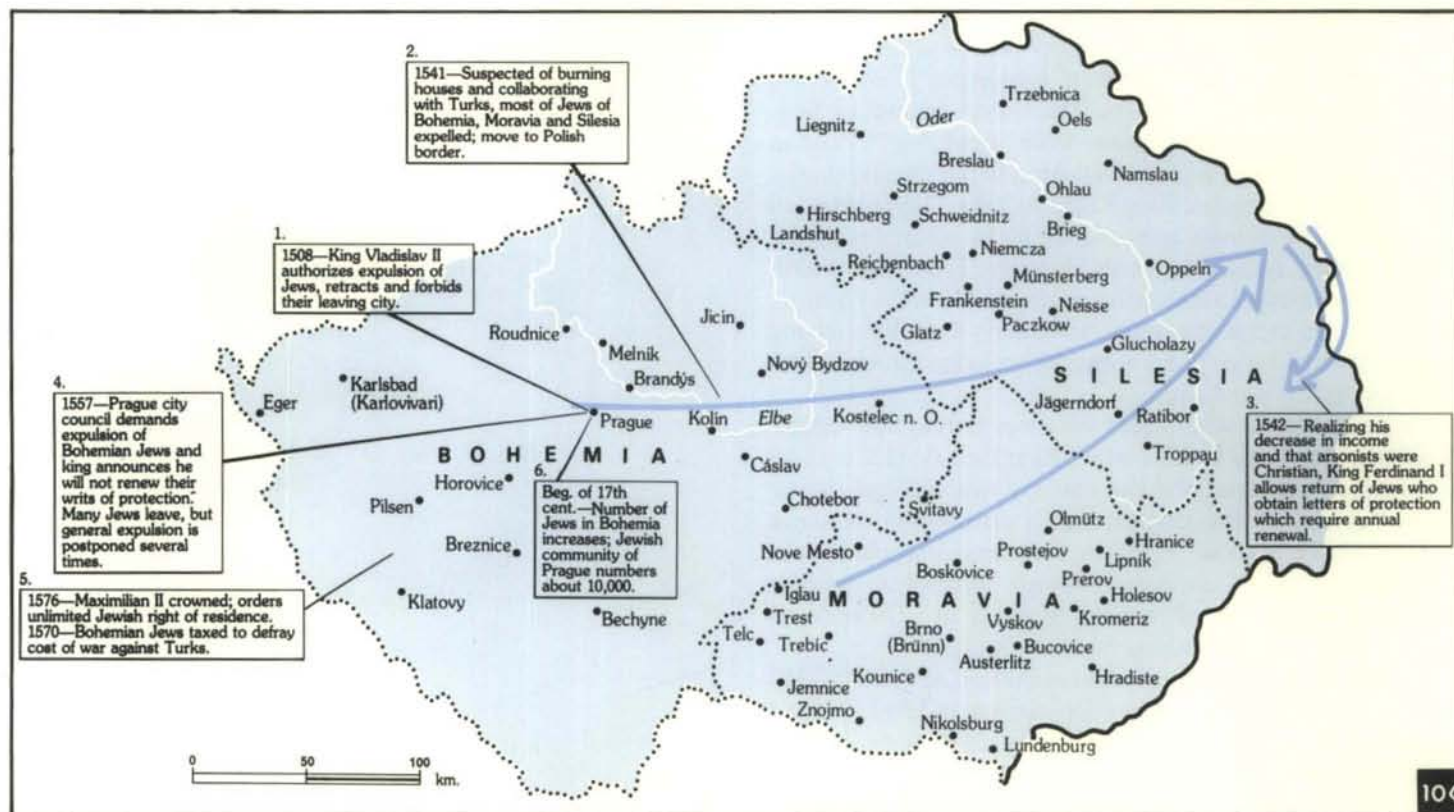 2.
1541—Suspected of burning
houses and collaborating
with Turks, most of Jews of
Bohemia, Moravia and Silesia
expelled; move to Polish
border.
1.
1508—King Vladislav II
authorizes expulsion of
Jews, retracts and forbids
their leaving city.
4.
1557—Prague city
council demands
expulsion of
Bohemian Jews and
king announces he
will not renew their
writs of protection.
Many Jews leave, but
general expulsion is
postponed several
times.
5.
1576—Maximilian II crowned; orders
unlimited Jewish right of residence.
1570—Bohemian Jews taxed to defray
cost of war against Turks.
6.
Beg. of 17th
cent.—Number of
Jews in Bohemia
increases; Jewish
community of
Prague numbers
about 10,000.
3.
1542—Realizing his
decrease in income
and that arsonists were
Christian, King Ferdinand I
allows return of Jews who
obtain letters of protection
which require annual
renewal.
BOHEMIA
SILESIA
MORAVIA
Trzebnica
Oels
Liegnitz
Oder
Breslau
Namslau
Strzegom
Ohlau
Hirschberg
Schweidnitz
Brieg
Landshut
Niemcza
Reichenbach
Oppeln
Münsterberg
Frankenstein
Neisse
Paczkow
Glatz
Glucholazy
Jägerndorf
Ratibor
Troppau
Jicin
Roudnice
Melník
Nový Bydzov
Brandýs
Karlsbad
(Karlovivari)
Eger
Prague
Kolín
Elbe
Kostelec n. O.
Cáslav
Horovice
Pilsen
Chotebor
Svitavy
Breznice
Nove Mesto
Klatovy
Bechyne
Olmütz
Hranice
Prostejov
Lipník
Boskovice
Prerov
Iglau
Holesov
Trest
Vyskov
Kromeriz
Telc
Trebíc
Brno
(Brünn)
Bucovice
Austerlitz
Kounice
Hradiste
Jemnice
Znojmo
Nikolsburg
Lundenburg
0 50 100
km.